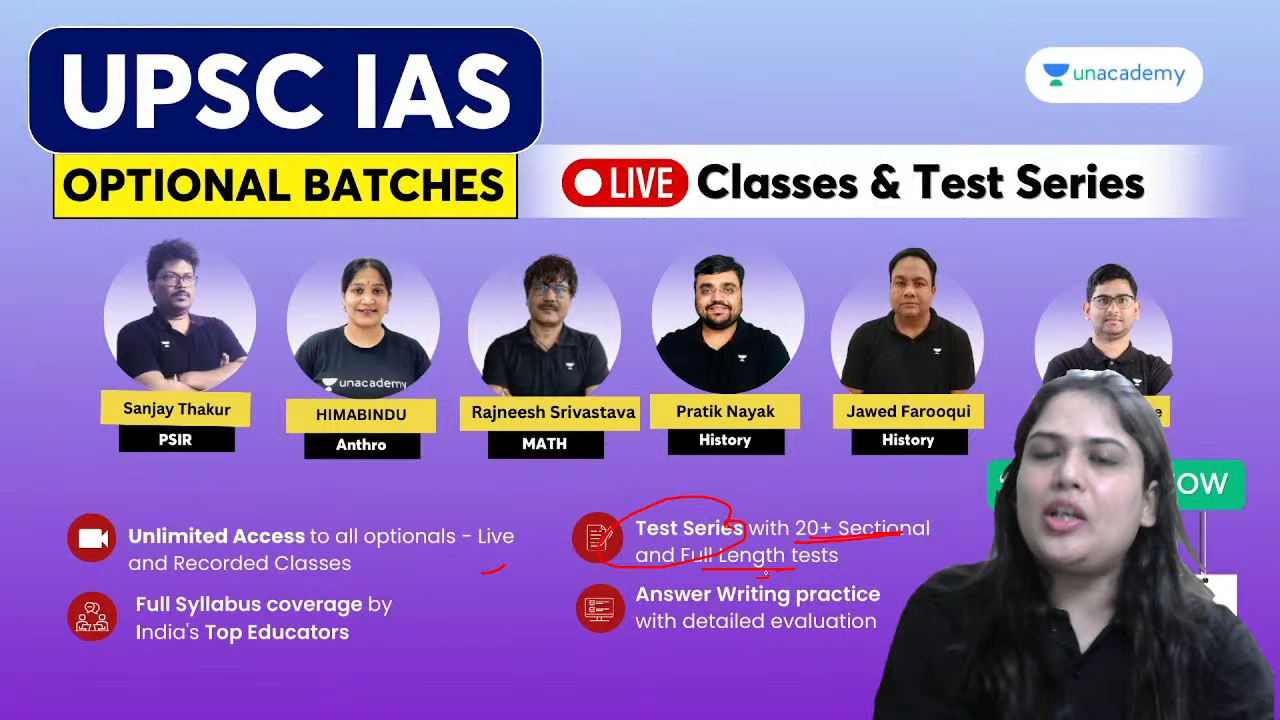 UPSC IAS
unacademy
OPTIONAL BATCHES
LIVE Classes & Test Series
unacademy
Sanjay Thakur
PSIR
HIMABINDU
Anthro
Rajneesh Srivastava
MATH
Pratik Nayak
History
Jawed Farooqui
History
Unlimited Access to all optionals - Live
and Recorded Classes
Full Syllabus coverage by
India's Top Educators
Test Series with 20+ Sectional
and Full Length tests
Answer Writing practice
with detailed evaluation